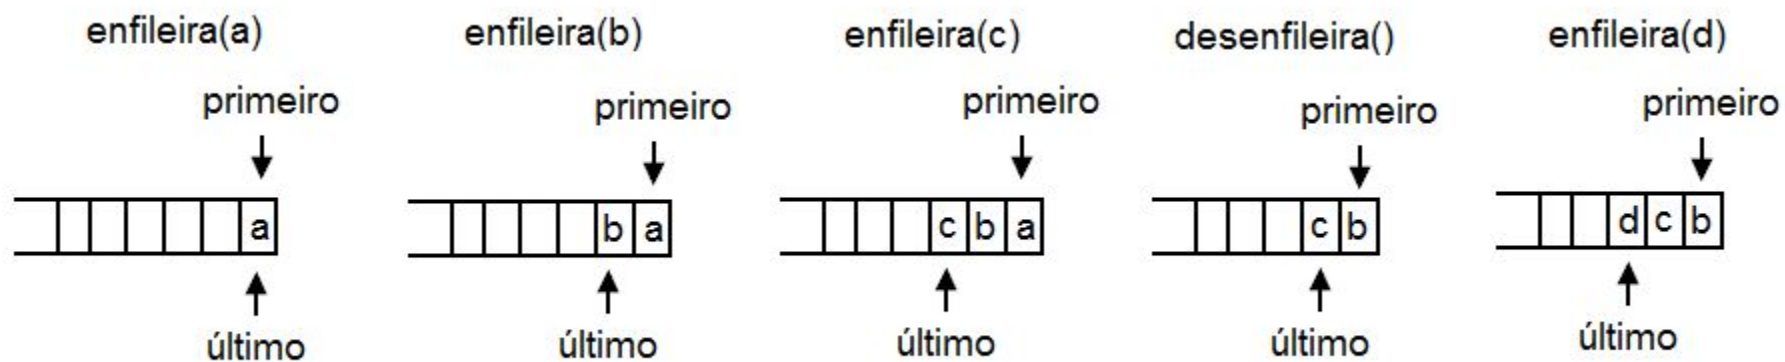 enfileira(a)
enfileira(b)
enfileira(c)
desenfileira()
enfileira(d)
primeiro
primeiro
primeiro
primeiro
primeiro
a
b a
c b a
c b
d c b
último
último
último
último
último